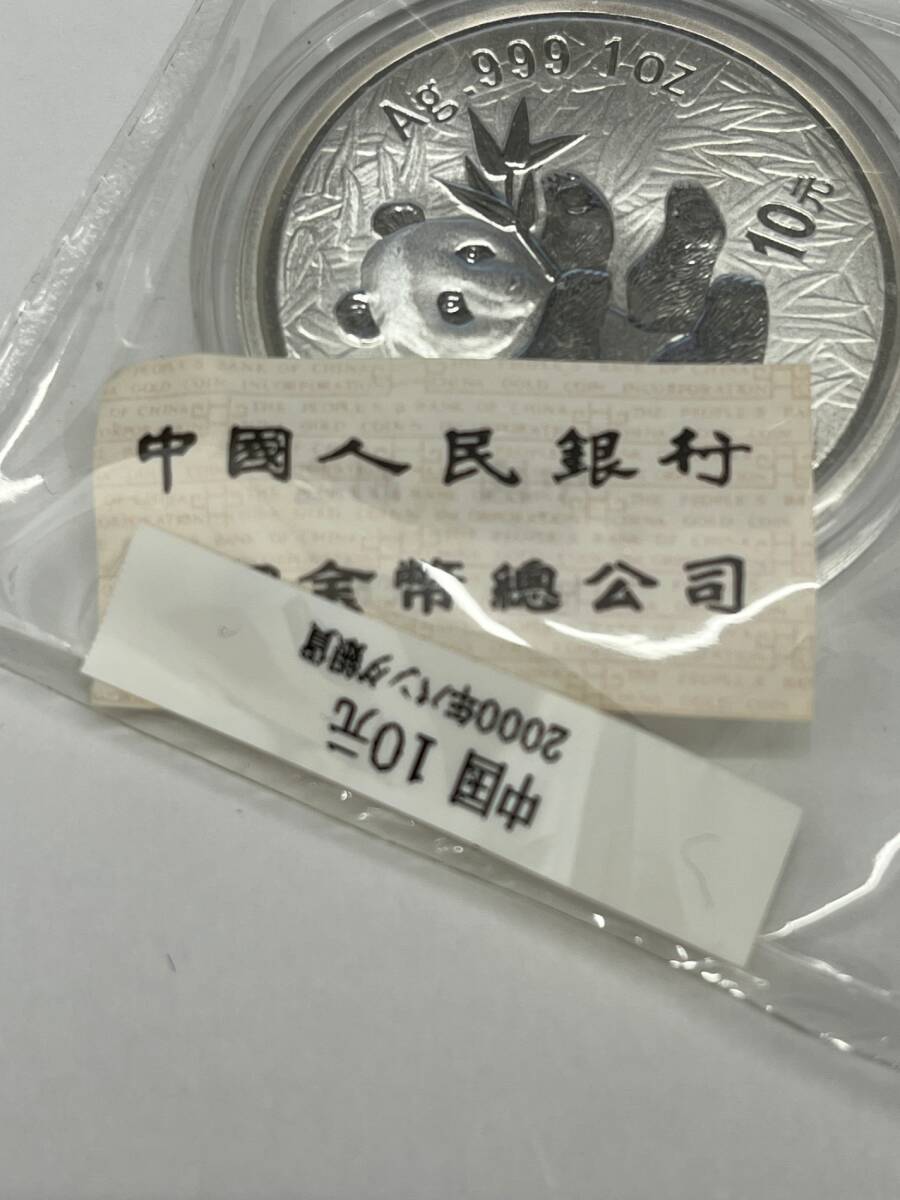 Ag .999 1oz
10元
中國人民銀行
金幣總公司
中国 10元
2000年パンダ銀貨